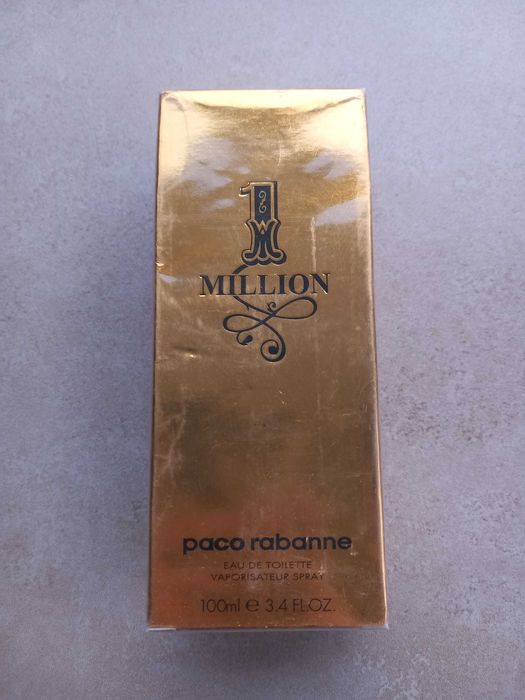 1
MILLION
paco rabanne
EAU DE TOILETTE
VAPORISATEUR SPRAY
100ml e 3.4 FL.OZ.